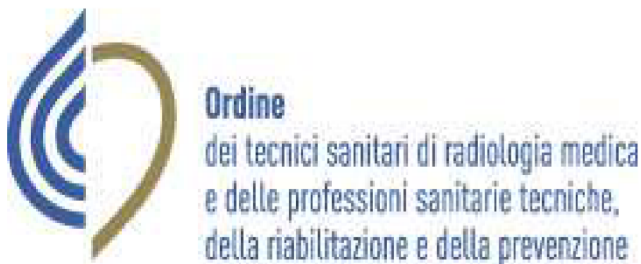 Ordine
dei tecnici sanitari di radiologia medica
e delle professioni sanitarie tecniche,
della riabilitazione e della prevenzione